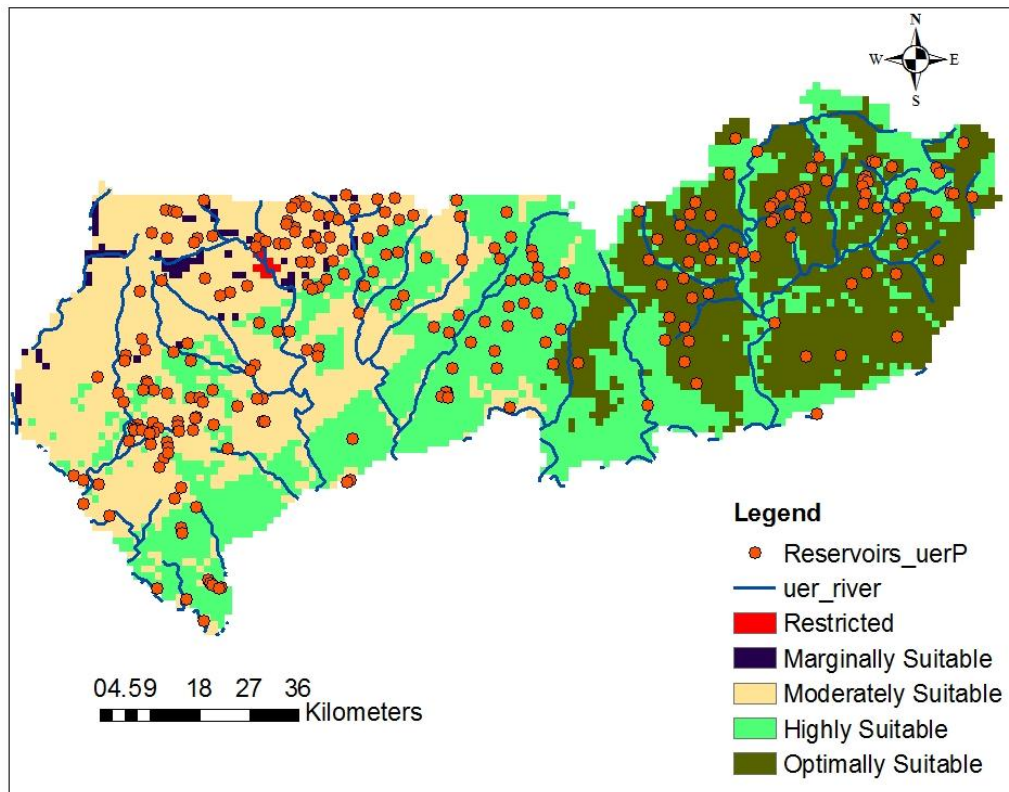 N
W E
S
Legend
Reservoirs_uerP
uer_river
Restricted
Marginally Suitable
Moderately Suitable
Highly Suitable
Optimally Suitable
04.59 18 27 36
Kilometers